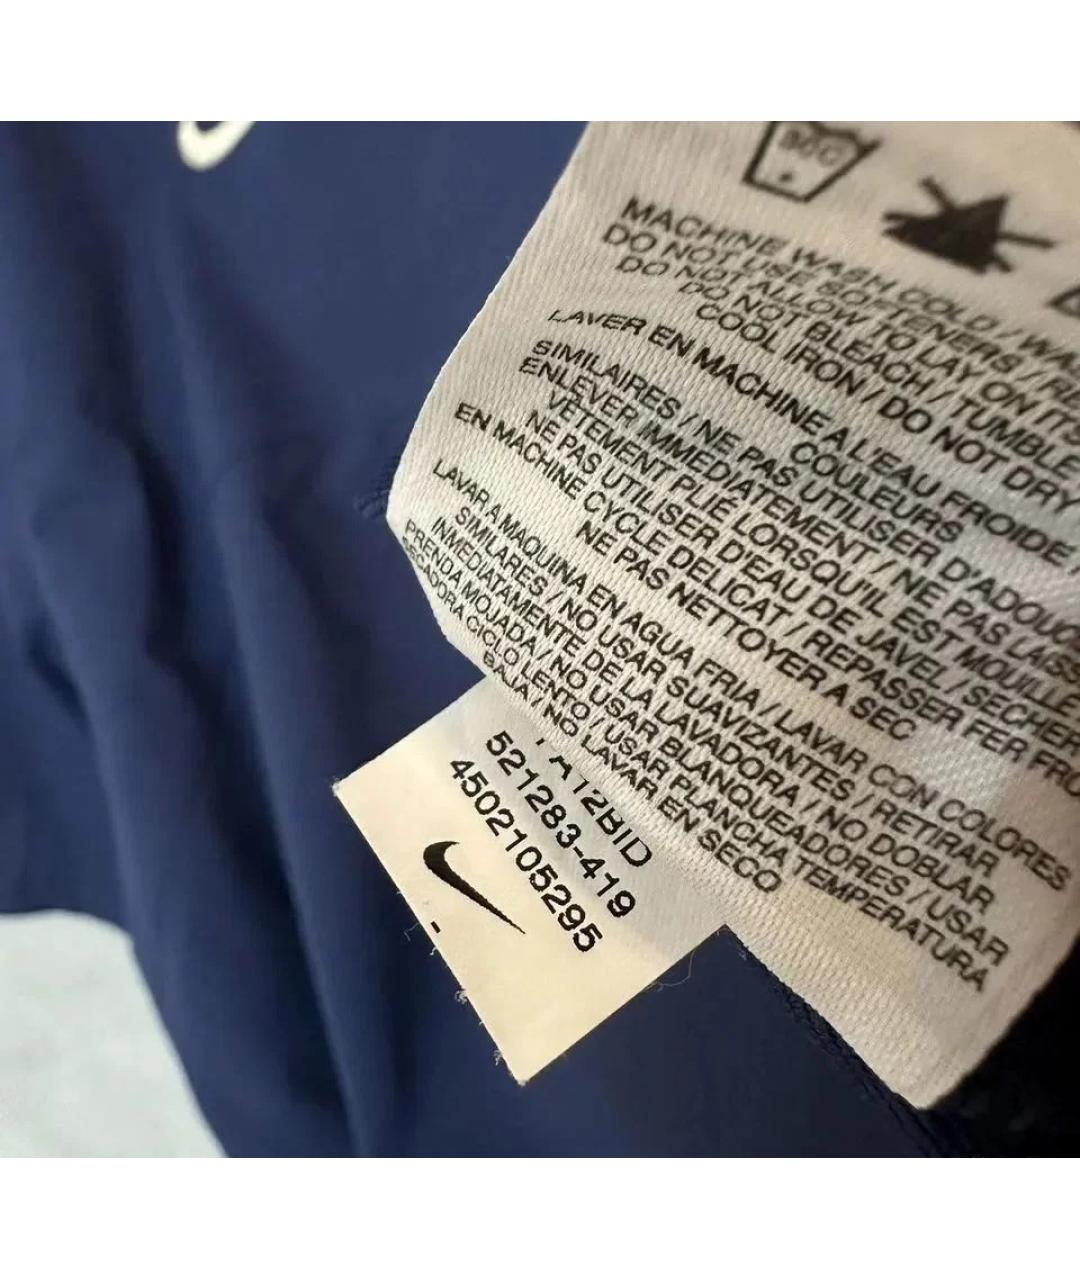 30°C
MACHINE WASH COLD / WA
DO NOT USE SOFTENERS / RE
DO NOT ALLOW TO LAY ON ITS
DO NOT BLEACH / TUMBLE
COOL IRON / DO NOT DRY
LAVER EN MACHINE A L'EAU FROIDE /
COULEURS
SIMILAIRES / NE PAS UTILISER D'ADOUC
ENLEVER IMMEDIATEMENT / NE PAS LAISS
VETEMENT PLIÉ LORSQU'IL EST MOUILLE
NE PAS UTILISER D'EAU DE JAVEL / SÉCHER
EN MACHINE CYCLE DELICAT / REPASSER FER FRO
NE PAS NETTOYER A SEC
LAVAR A MAQUINA EN AGUA FRIA / LAVAR CON COLORES
SIMILARES / NO USAR SUAVIZANTES / RETIRAR
INMEDIATAMENTE DE LA LAVADORA / NO DOBLAR
PRENDA MOJADA / NO USAR BLANQUEADORES / USAR
SECADORA CICLO LENTO / USAR PLANCHA TEMPERATURA
BAJA / NO LAVAR EN SECO
FA12BID
521283-419
4502105295